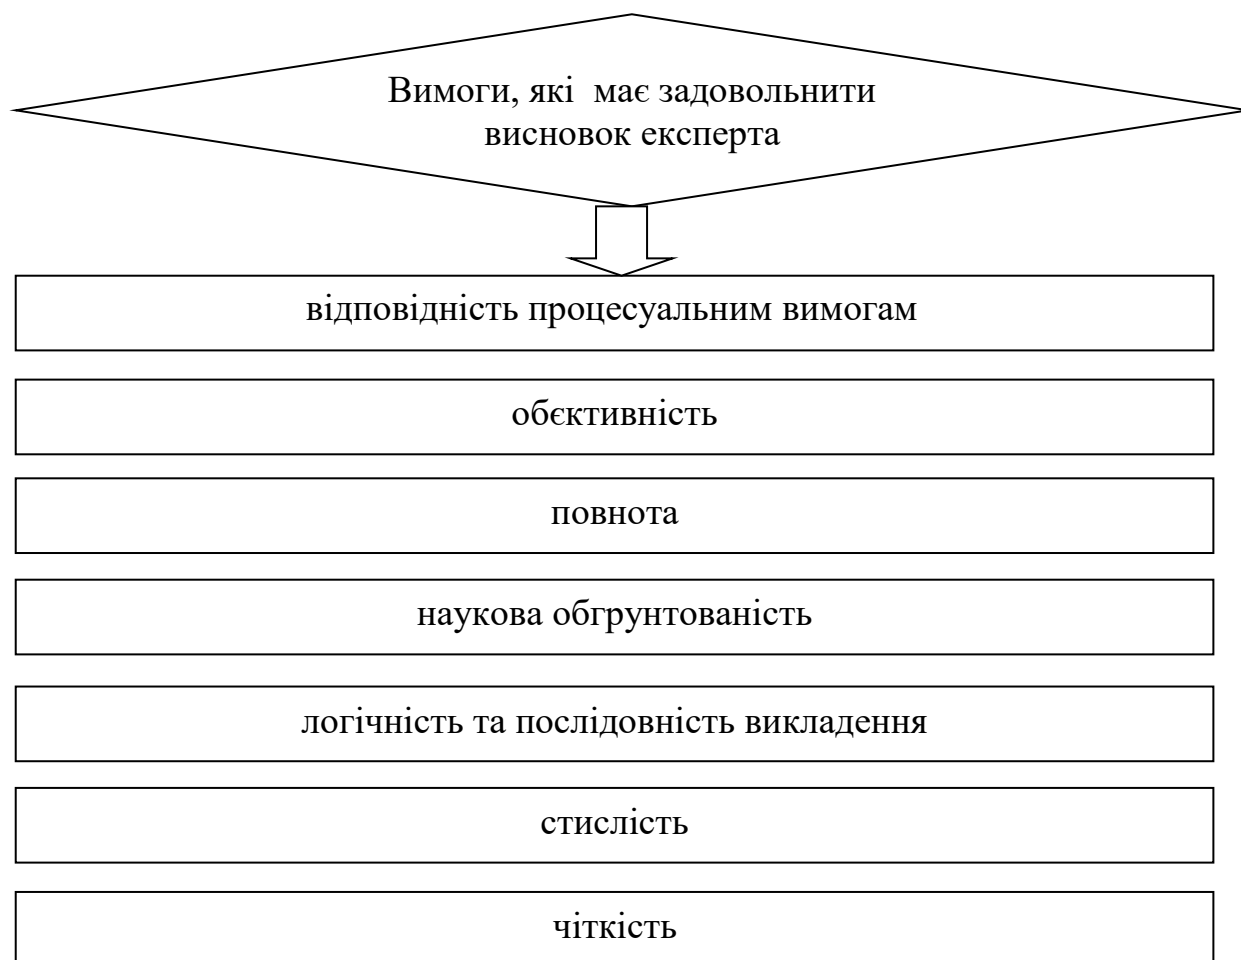 Вимоги, які має задовольнити
висновок експерта
відповідність процесуальним вимогам
обєктивність
повнота
наукова обгрунтованість
логічність та послідовність викладення
стислість
чіткість